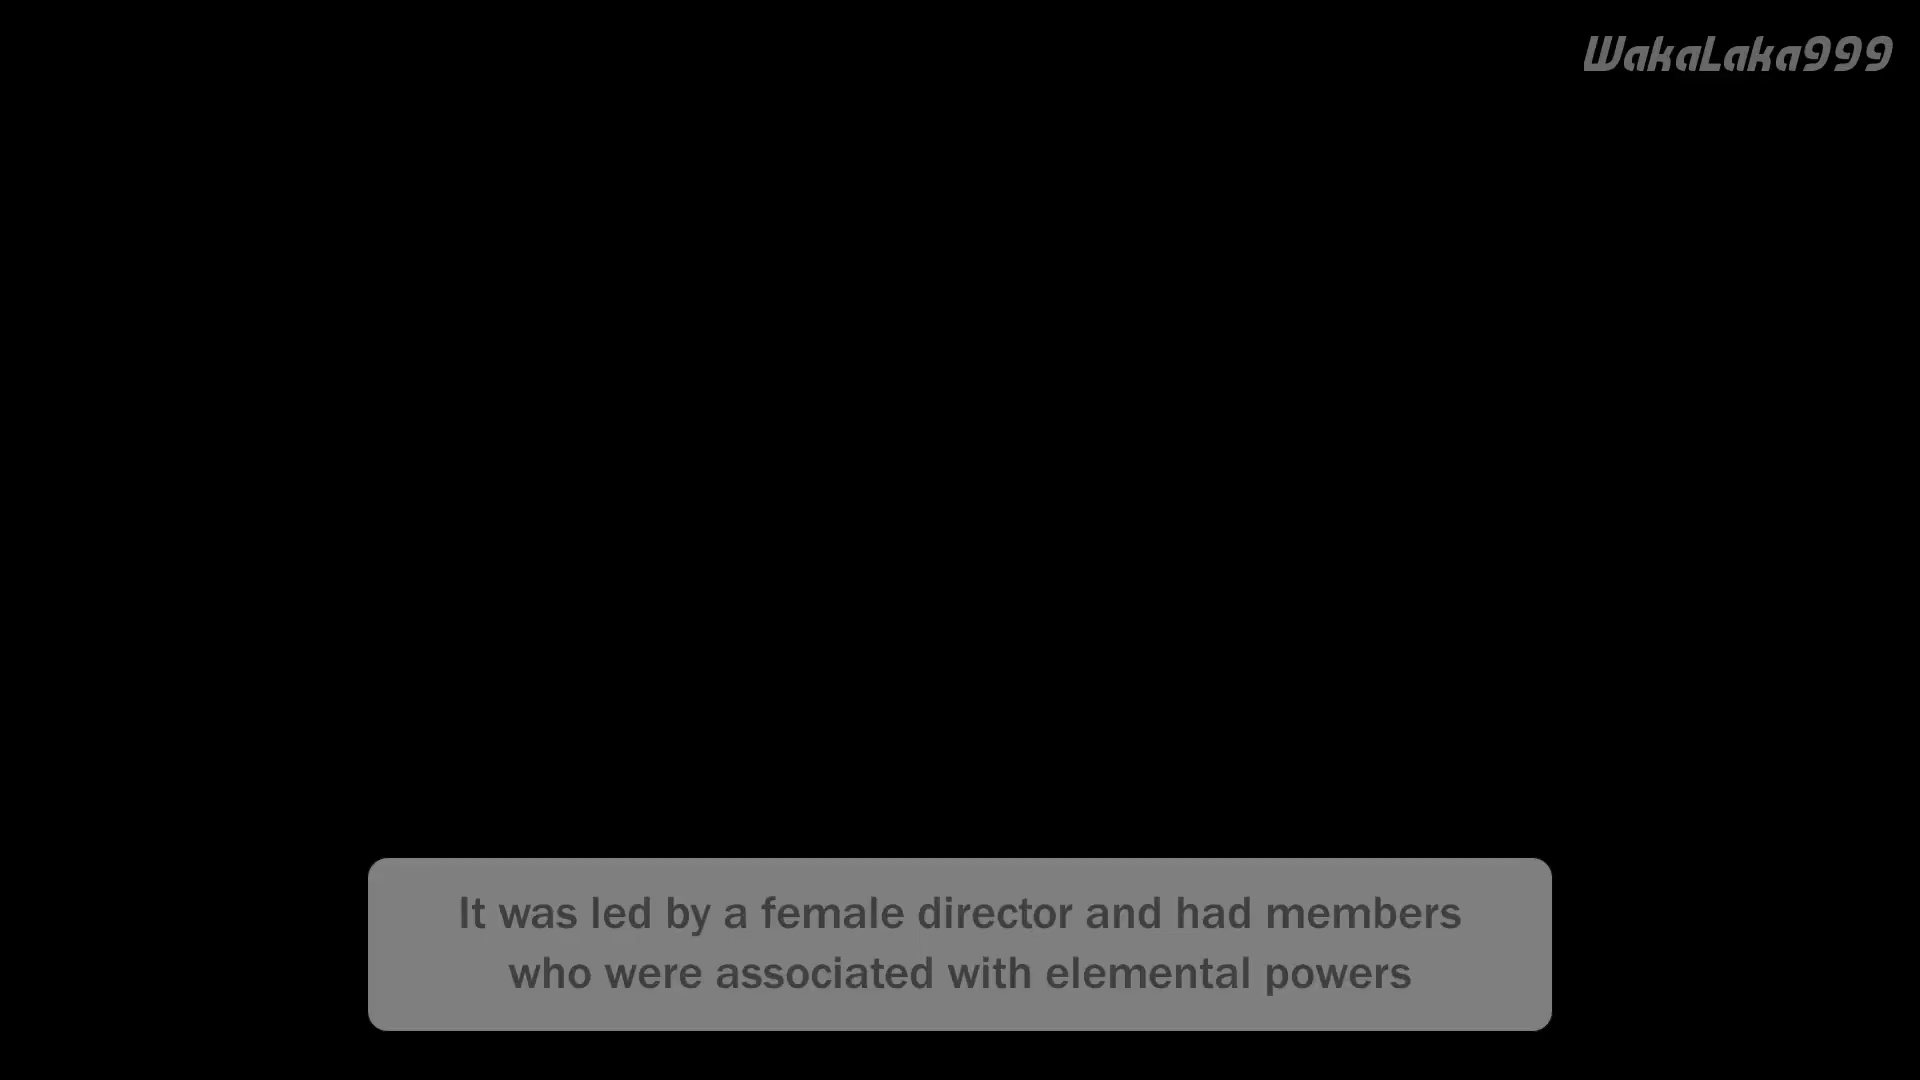 WakaLaka999
It was led by a female director and had members
who were associated with elemental powers